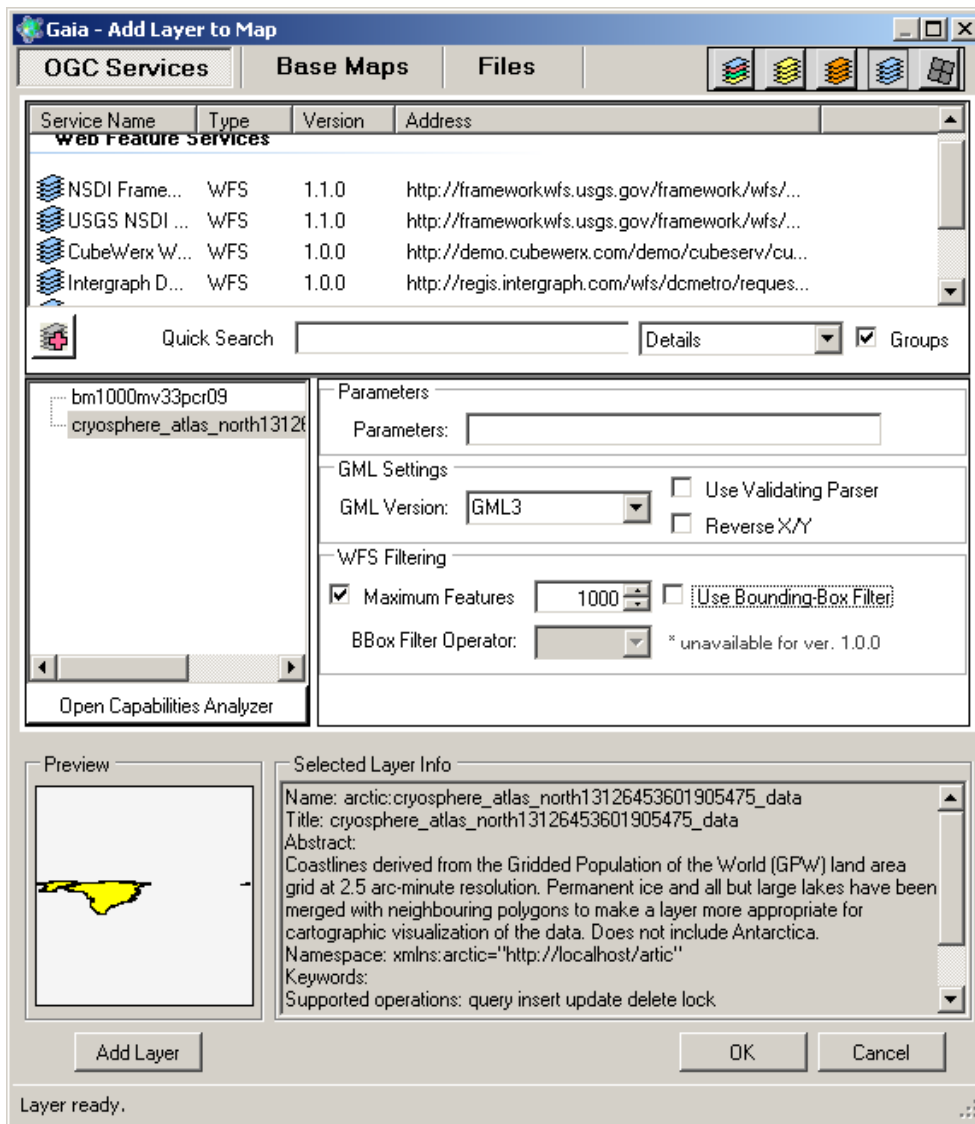 Gaia - Add Layer to Map
OGC Services Base Maps Files
Service Name Type Version Address
Web Feature Services
NSDI Frame... WFS 1.1.0 http://frameworkwfs.usgs.gov/framework/wfs/...
USGS NSDI ... WFS 1.1.0 http://frameworkwfs.usgs.gov/framework/wfs/...
CubeWerx W... WFS 1.0.0 http://demo.cubewerx.com/demo/cubeserv/cu...
Intergraph D... WFS 1.0.0 http://regis.intergraph.com/wfs/dcmetro/reques...
Quick Search Details Groups
bm1000mv33pcr09
cryosphere_atlas_north13126
Parameters
Parameters:
GML Settings
GML Version: GML3 Use Validating Parser
Reverse X/Y
WFS Filtering
Maximum Features 1000 Use Bounding-Box Filter
BBox Filter Operator: * unavailable for ver. 1.0.0
Open Capabilities Analyzer
Preview
Selected Layer Info
Name: arctic:cryosphere_atlas_north13126453601905475_data
Title: cryosphere_atlas_north13126453601905475_data
Abstract:
Coastlines derived from the Gridded Population of the World (GPW) land area
grid at 2.5 arc-minute resolution. Permanent ice and all but large lakes have been
merged with neighbouring polygons to make a layer more appropriate for
cartographic visualization of the data. Does not include Antarctica.
Namespace: xmlns:arctic="http://localhost/artic"
Keywords:
Supported operations: query insert update delete lock
Add Layer OK Cancel
Layer ready.